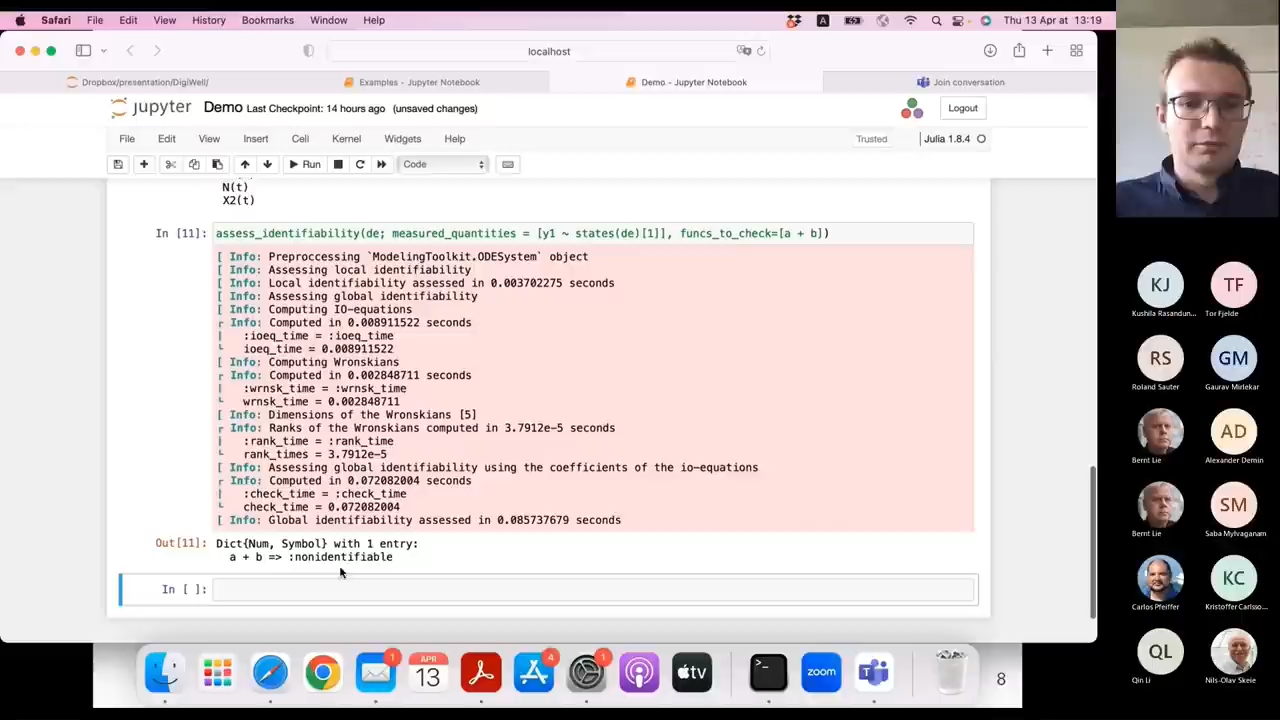 Safari File Edit View History Bookmarks Window Help A Thu 13 Apr at 13:19
localhost
Dropbox/presentation/DigiWell/ Examples - Jupyter Notebook Demo - Jupyter Notebook Join conversation
jupyter Demo Last Checkpoint: 14 hours ago (unsaved changes) Logout
File Edit View Insert Cell Kernel Widgets Help Trusted Julia 1.8.4
Run Code
N(t)
X2(t)
In [11]: assess_identifiability(de; measured_quantities = [y1 ~ states(de)[1]], funcs_to_check=[a + b])
[ Info: Preproccessing `ModelingToolkit.ODESystem` object
[ Info: Assessing local identifiability
[ Info: Local identifiability assessed in 0.003702275 seconds
[ Info: Assessing global identifiability
[ Info: Computing IO-equations
┌ Info: Computed in 0.008911522 seconds
│ :ioeq_time = :ioeq_time
└ ioeq_time = 0.008911522
[ Info: Computing Wronskians
┌ Info: Computed in 0.002848711 seconds
│ :wrnsk_time = :wrnsk_time
└ wrnsk_time = 0.002848711
[ Info: Dimensions of the Wronskians [5]
┌ Info: Ranks of the Wronskians computed in 3.7912e-5 seconds
│ :rank_time = :rank_time
└ rank_times = 3.7912e-5
[ Info: Assessing global identifiability using the coefficients of the io-equations
┌ Info: Computed in 0.072082004 seconds
│ :check_time = :check_time
└ check_time = 0.072082004
[ Info: Global identifiability assessed in 0.085737679 seconds
Out[11]: Dict{Num, Symbol} with 1 entry:
a + b => :nonidentifiable
In [ ]:
1 APR 13 4 1 tv >_ zoom
8
KJ TF
Kushila Rasandun... Tor Fjelde
RS GM
Roland Sauter Gaurav Mirlekar
AD
Bernt Lie Alexander Demin
SM
Bernt Lie Saba Mylvaganam
KC
Carlos Pfeiffer Kristoffer Carlsso...
QL
Qin Li Nils-Olav Skeie